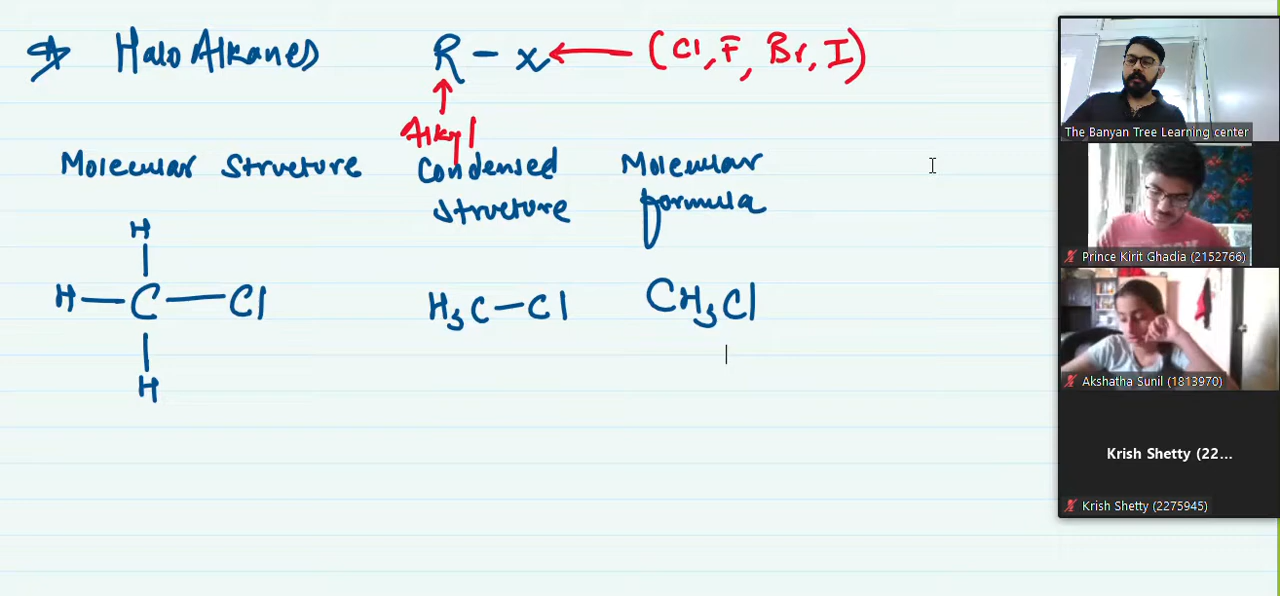 Halo Alkanes R – x ← (Cl, F, Br, I)
Alkyl
Molecular Structure Condensed Structure Molecular formula
H
H – C – Cl H3C – Cl CH3Cl
H
The Banyan Tree Learning center
Prince Kirit Ghadia (2152766)
Akshatha Sunil (1813970)
Krish Shetty (22...
Krish Shetty (2275945)